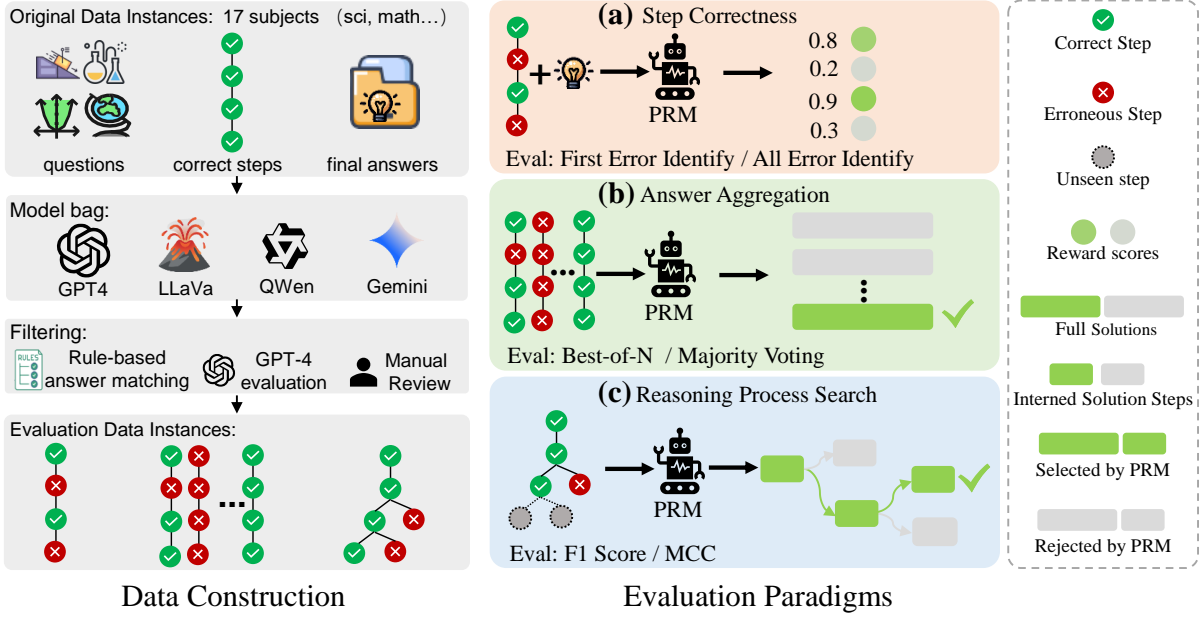 Original Data Instances: 17 subjects (sci, math…)
questions
correct steps
final answers
Model bag:
GPT4
LLaVa
QWen
Gemini
Filtering:
RULES
Rule-based
answer matching
GPT-4
evaluation
Manual
Review
Evaluation Data Instances:
...
Data Construction
(a) Step Correctness
+
PRM
0.8
0.2
0.9
0.3
Eval: First Error Identify / All Error Identify
(b) Answer Aggregation
...
PRM
Eval: Best-of-N / Majority Voting
(c) Reasoning Process Search
PRM
Eval: F1 Score / MCC
Evaluation Paradigms
Correct Step
Erroneous Step
Unseen step
Reward scores
Full Solutions
Interned Solution Steps
Selected by PRM
Rejected by PRM